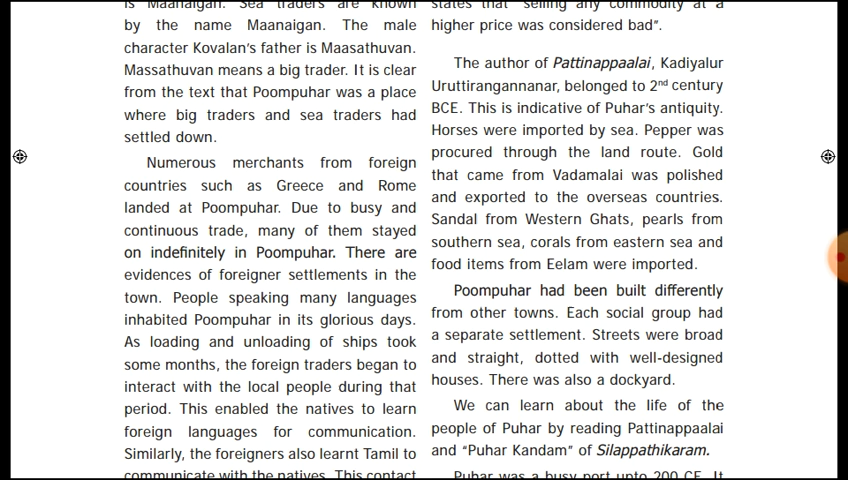 is Maanaigan. Sea traders are known
by the name Maanaigan. The male
character Kovalan's father is Maasathuvan.
Massathuvan means a big trader. It is clear
from the text that Poompuhar was a place
where big traders and sea traders had
settled down.
Numerous merchants from foreign
countries such as Greece and Rome
landed at Poompuhar. Due to busy and
continuous trade, many of them stayed
on indefinitely in Poompuhar. There are
evidences of foreigner settlements in the
town. People speaking many languages
inhabited Poompuhar in its glorious days.
As loading and unloading of ships took
some months, the foreign traders began to
interact with the local people during that
period. This enabled the natives to learn
foreign languages for communication.
Similarly, the foreigners also learnt Tamil to
communicate with the natives. This contact
states that "selling any commodity at a
higher price was considered bad".
The author of Pattinappaalai, Kadiyalur
Uruttirangannanar, belonged to 2nd century
BCE. This is indicative of Puhar's antiquity.
Horses were imported by sea. Pepper was
procured through the land route. Gold
that came from Vadamalai was polished
and exported to the overseas countries.
Sandal from Western Ghats, pearls from
southern sea, corals from eastern sea and
food items from Eelam were imported.
Poompuhar had been built differently
from other towns. Each social group had
a separate settlement. Streets were broad
and straight, dotted with well-designed
houses. There was also a dockyard.
We can learn about the life of the
people of Puhar by reading Pattinappaalai
and "Puhar Kandam" of Silappathikaram.
Puhar was a busy port upto 200 CE. It